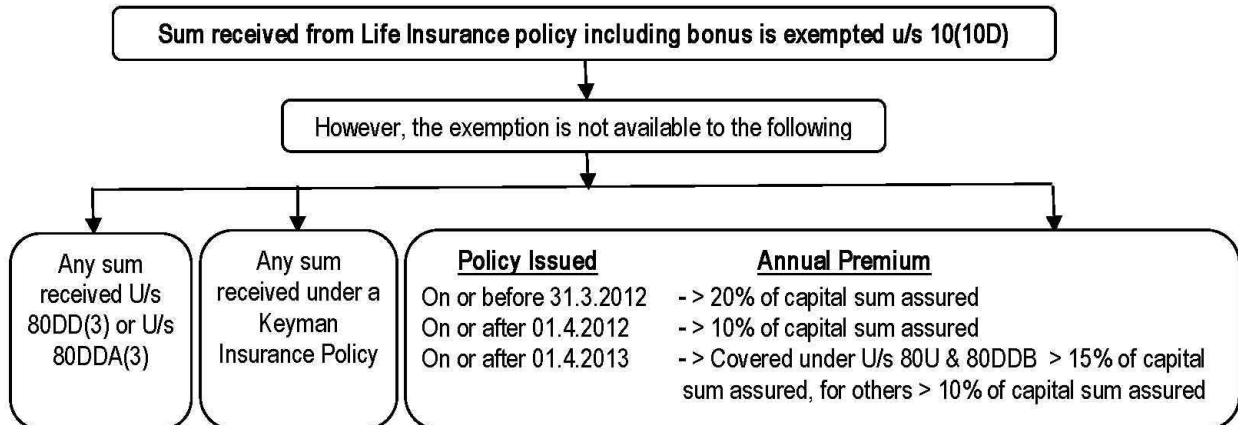 Sum received from Life Insurance policy including bonus is exempted u/s 10(10D)
However, the exemption is not available to the following
Any sum
received U/s
80DD(3) or U/s
80DDA(3)
Any sum
received under a
Keyman
Insurance Policy
Policy Issued Annual Premium
On or before 31.3.2012 - > 20% of capital sum assured
On or after 01.4.2012 - > 10% of capital sum assured
On or after 01.4.2013 - > Covered under U/s 80U & 80DDB > 15% of capital
sum assured, for others > 10% of capital sum assured